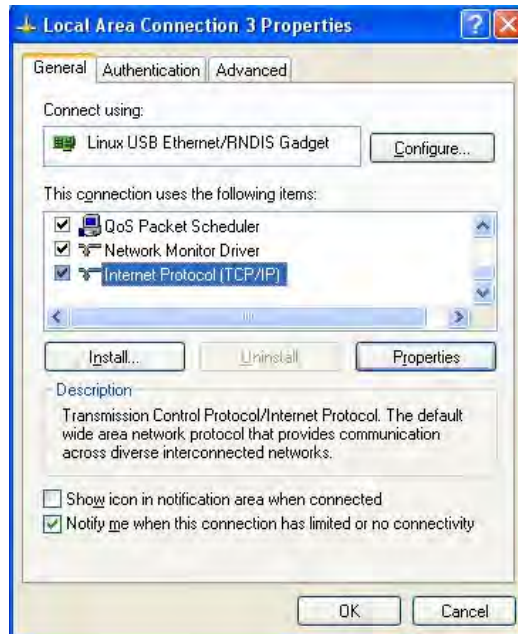 Local Area Connection 3 Properties
General Authentication Advanced
Connect using:
Linux USB Ethernet/RNDIS Gadget Configure...
This connection uses the following items:
QoS Packet Scheduler
Network Monitor Driver
Internet Protocol (TCP/IP)
Install... Uninstall Properties
Description
Transmission Control Protocol/Internet Protocol. The default
wide area network protocol that provides communication
across diverse interconnected networks.
Show icon in notification area when connected
Notify me when this connection has limited or no connectivity
OK Cancel